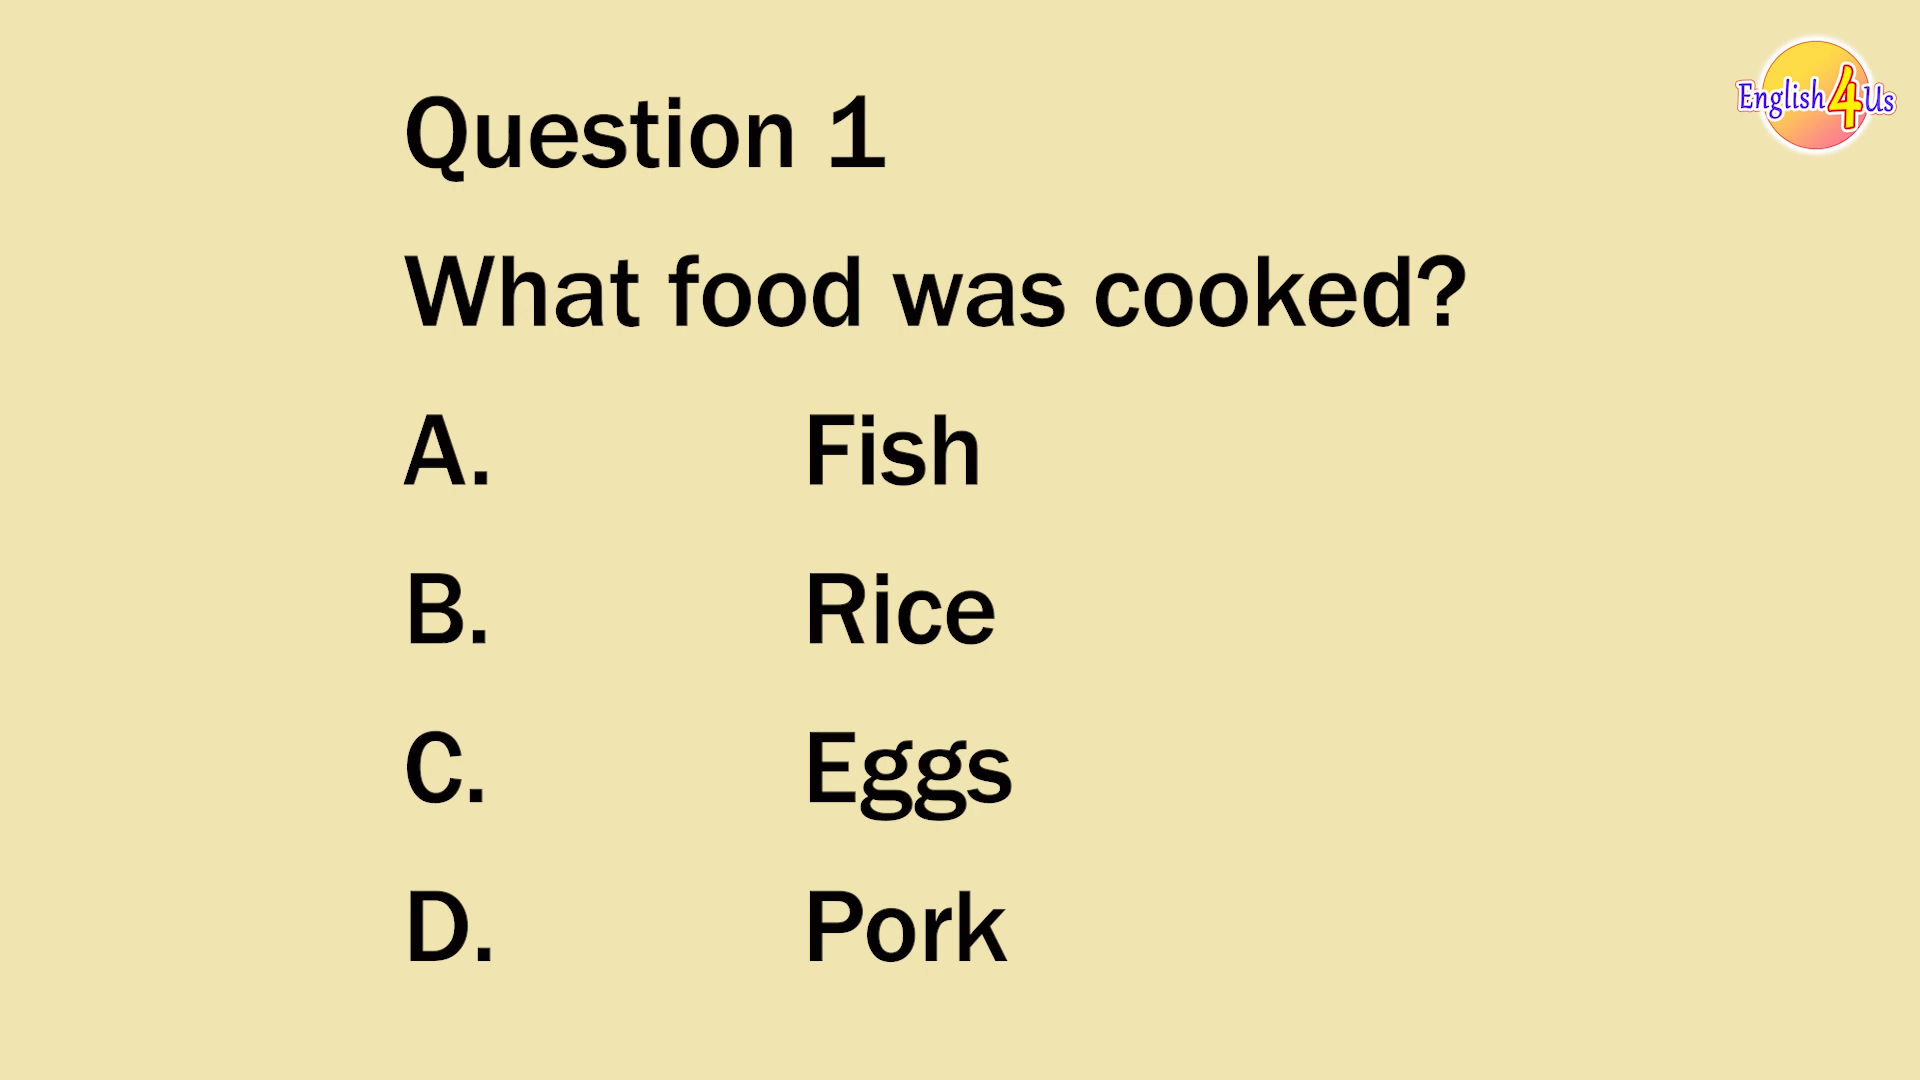 Question 1
English4Us
What food was cooked?
A. Fish
B. Rice
C. Eggs
D. Pork